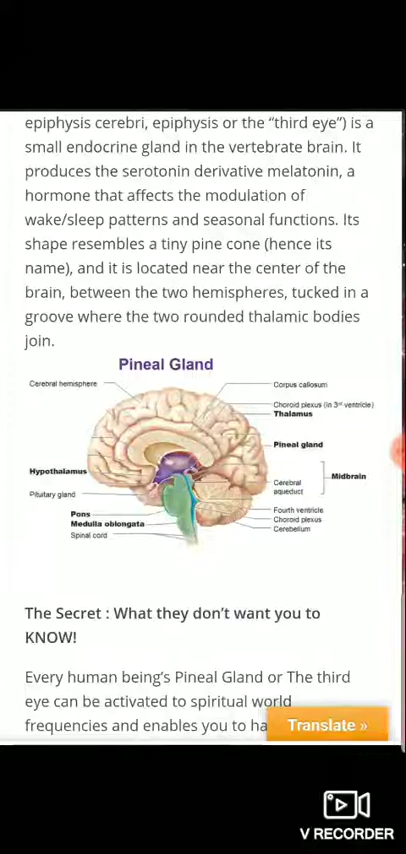 epiphysis cerebri, epiphysis or the “third eye”) is a
small endocrine gland in the vertebrate brain. It
produces the serotonin derivative melatonin, a
hormone that affects the modulation of
wake/sleep patterns and seasonal functions. Its
shape resembles a tiny pine cone (hence its
name), and it is located near the center of the
brain, between the two hemispheres, tucked in a
groove where the two rounded thalamic bodies
join.
Pineal Gland
Cerebral hemisphere
Corpus callosum
Choroid plexus (in 3rd ventricle)
Thalamus
Pineal gland
Hypothalamus
Midbrain
Pituitary gland
Cerebral
aqueduct
Pons
Fourth ventricle
Medulla oblongata
Choroid plexus
Spinal cord
Cerebellum
The Secret : What they don’t want you to
KNOW!
Every human being’s Pineal Gland or The third
eye can be activated to spiritual world
frequencies and enables you to ha
Translate »
V RECORDER